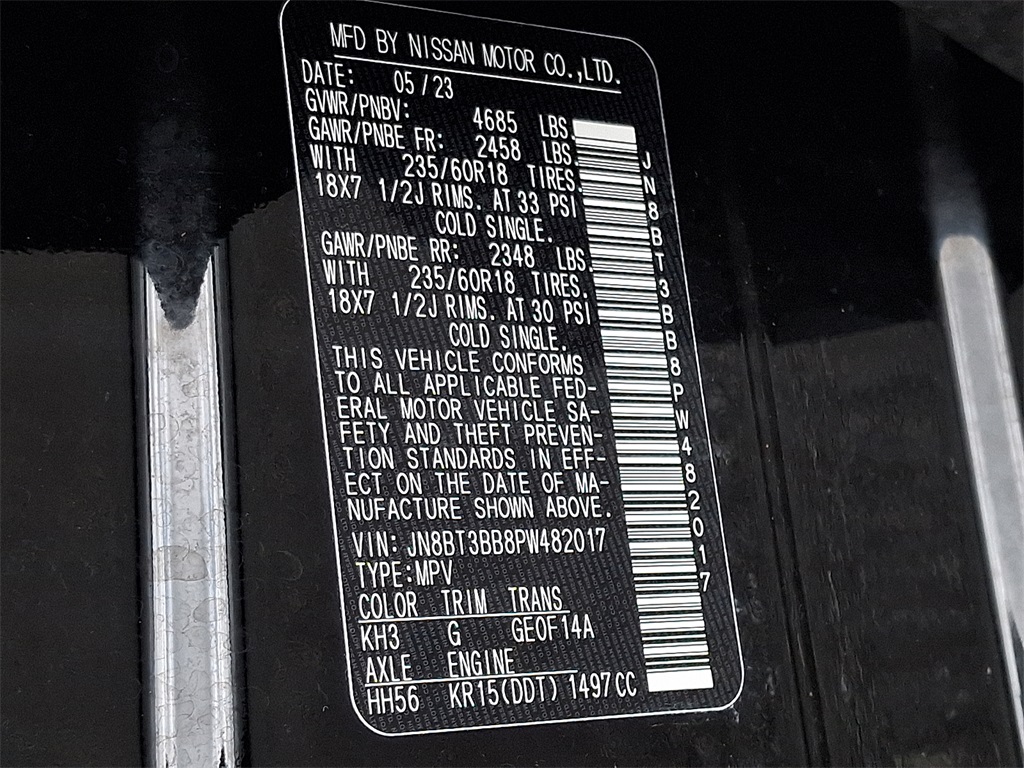 MFD BY NISSAN MOTOR CO.,LTD.
DATE: 05/23
GVWR/PNBV: 4685 LBS.
GAWR/PNBE FR: 2458 LBS.
WITH 235/60R18 TIRES.
18X7 1/2J RIMS. AT 33 PSI
COLD SINGLE.
GAWR/PNBE RR: 2348 LBS.
WITH 235/60R18 TIRES.
18X7 1/2J RIMS. AT 30 PSI
COLD SINGLE.
THIS VEHICLE CONFORMS
TO ALL APPLICABLE FED-
ERAL MOTOR VEHICLE SA-
FETY AND THEFT PREVEN-
TION STANDARDS IN EFF-
ECT ON THE DATE OF MA-
NUFACTURE SHOWN ABOVE.
VIN: JN8BT3BB8PW482017
TYPE:MPV
COLOR TRIM TRANS
KH3 G GE0F14A
AXLE ENGINE
HH56 KR15(DDT) 1497CC
JN8BT3BB8PW482017